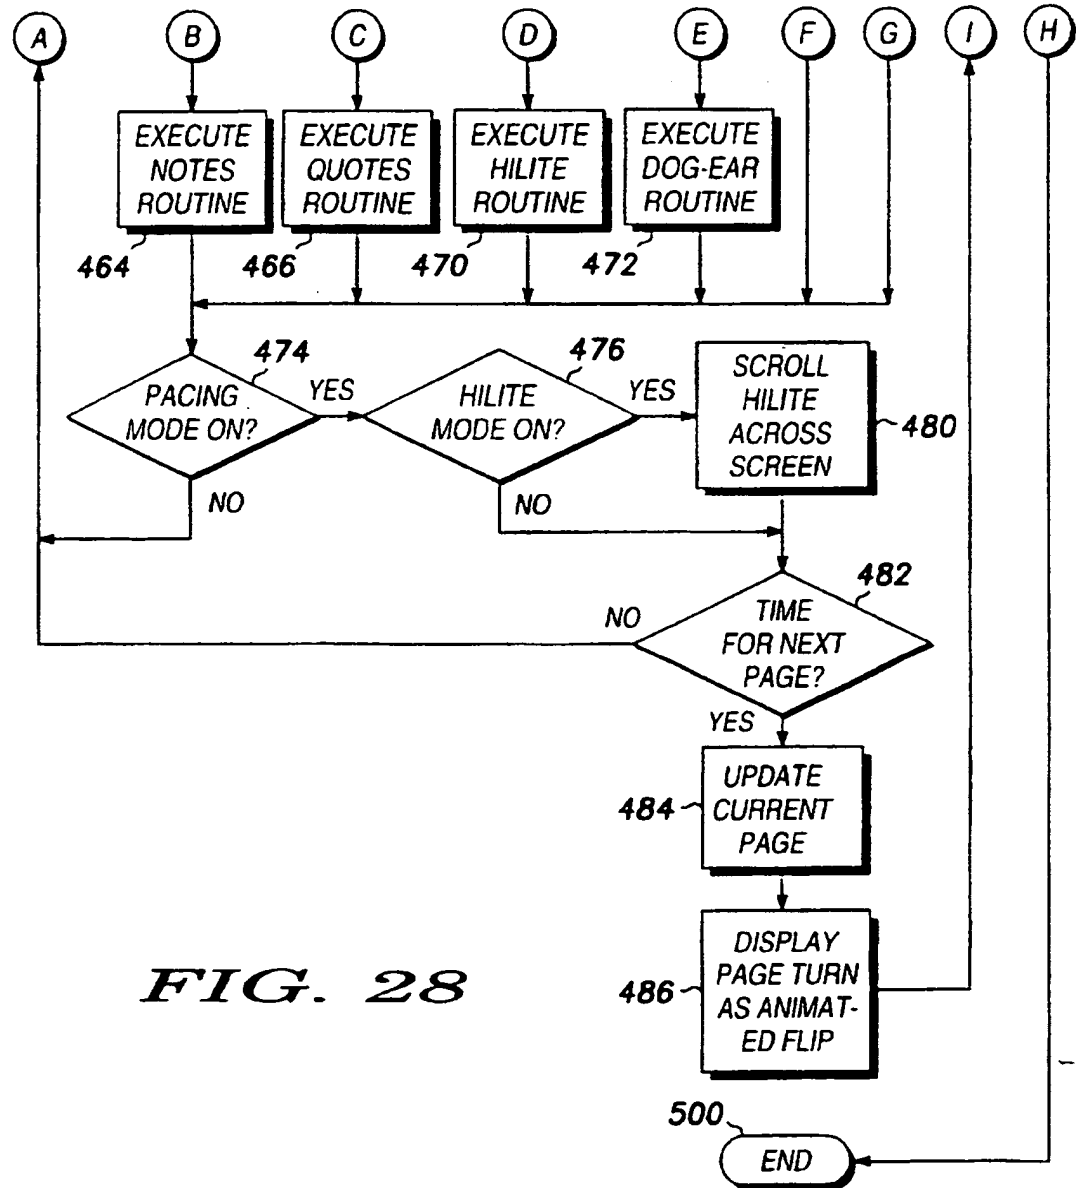 A B C D E F G I H
EXECUTE
NOTES
ROUTINE
464
EXECUTE
QUOTES
ROUTINE
466
EXECUTE
HILITE
ROUTINE
470
EXECUTE
DOG-EAR
ROUTINE
472
474
PACING
MODE ON?
YES
NO
476
HILITE
MODE ON?
YES
NO
SCROLL
HILITE
ACROSS
SCREEN
480
482
TIME
FOR NEXT
PAGE?
NO
YES
484
UPDATE
CURRENT
PAGE
486
DISPLAY
PAGE TURN
AS ANIMAT-
ED FLIP
FIG. 28
500
END